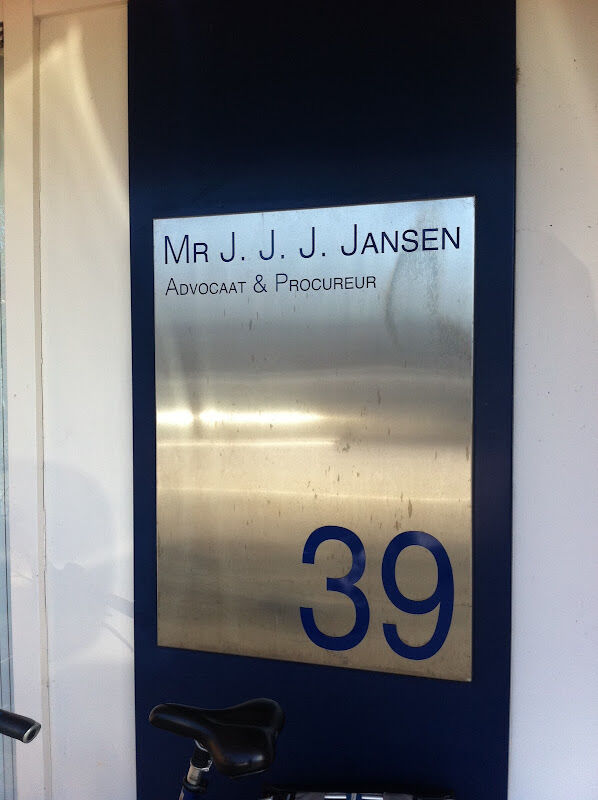 Mr J. J. J. Jansen
Advocaat & Procureur
39